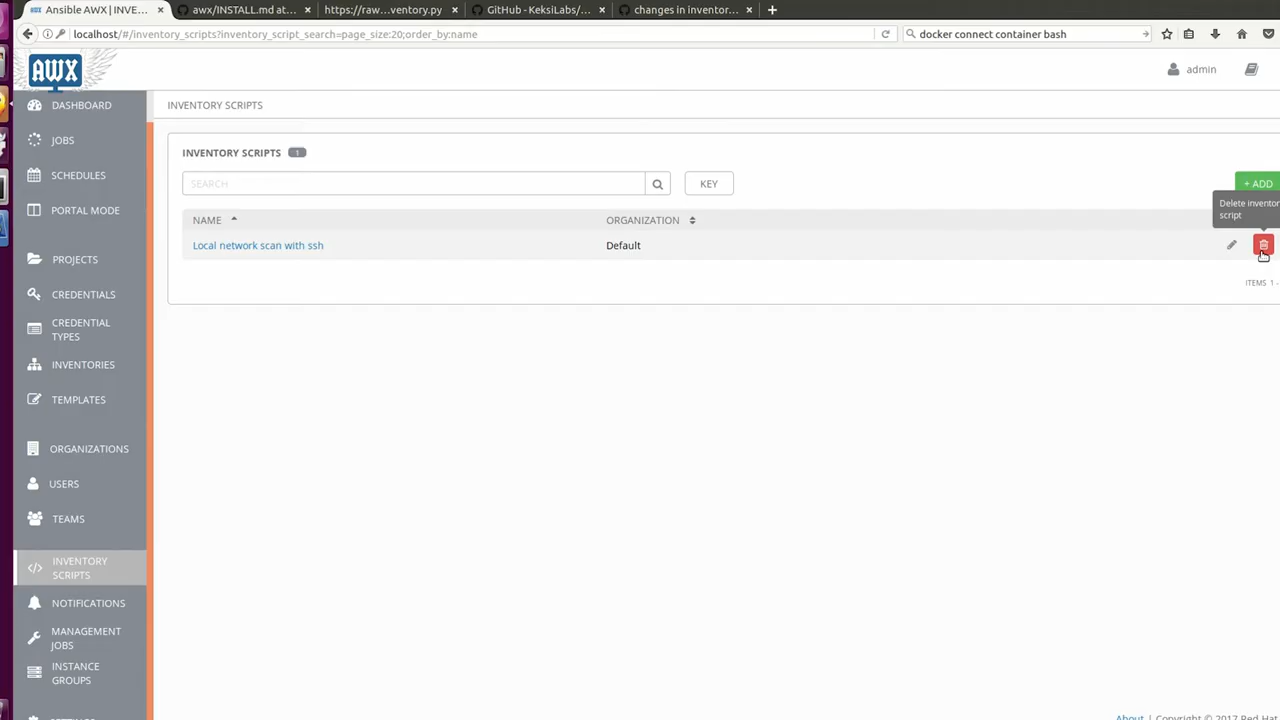 Ansible AWX | INVE...
awx/INSTALL.md at...
https://raw...ventory.py
GitHub - KeksiLabs/...
changes in inventor...
localhost/#/inventory_scripts?inventory_script_search=page_size:20;order_by:name
docker connect container bash
AWX
admin
DASHBOARD
JOBS
SCHEDULES
PORTAL MODE
PROJECTS
CREDENTIALS
CREDENTIAL
TYPES
INVENTORIES
TEMPLATES
ORGANIZATIONS
USERS
TEAMS
INVENTORY
SCRIPTS
NOTIFICATIONS
MANAGEMENT
JOBS
INSTANCE
GROUPS
INVENTORY SCRIPTS
INVENTORY SCRIPTS 1
SEARCH
KEY
+ ADD
Delete inventor
script
NAME
ORGANIZATION
Local network scan with ssh
Default
ITEMS 1 -
About | Copyright © 2017 Red Hat